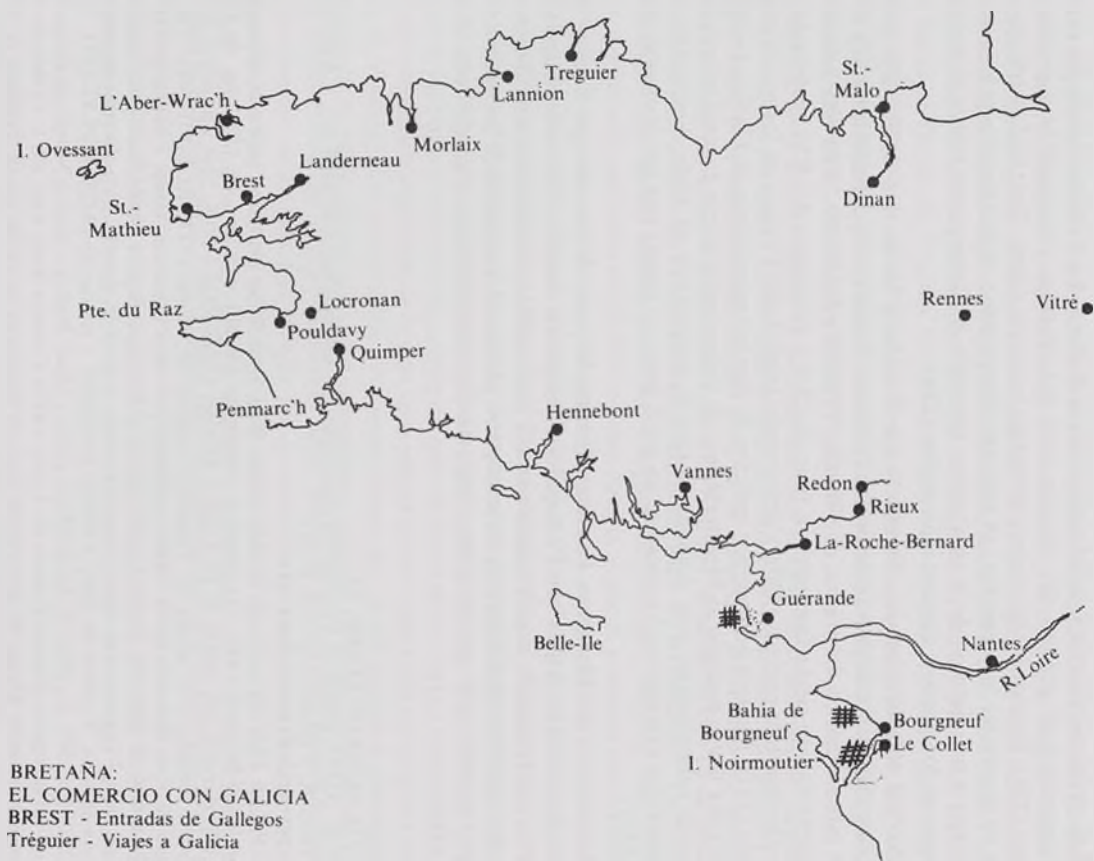 Treguier
Lannion
St.-
Malo
L'Aber-Wrac'h
I. Ovessant
Morlaix
Landerneau
Brest
St.-
Mathieu
Dinan
Pte. du Raz
Locronan
Pouldavy
Quimper
Rennes
Vitré
Penmarc'h
Hennebont
Vannes
Redon
Rieux
La-Roche-Bernard
Guérande
Belle-Ile
Nantes
R.Loire
Bahia de
Bourgneuf
Bourgneuf
Le Collet
I. Noirmoutier
BRETAÑA:
EL COMERCIO CON GALICIA
BREST - Entradas de Gallegos
Tréguier - Viajes a Galicia